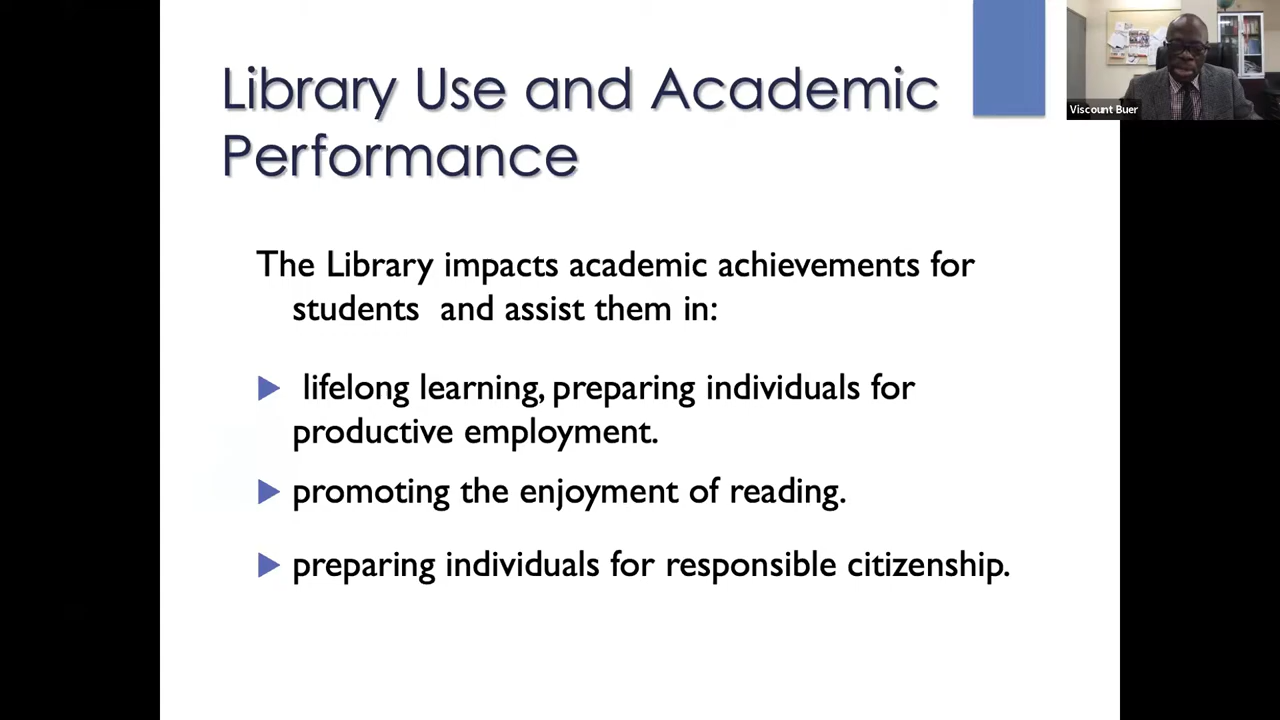 Library Use and Academic
Performance
Viscount Buer
The Library impacts academic achievements for
students and assist them in:
lifelong learning, preparing individuals for
productive employment.
promoting the enjoyment of reading.
preparing individuals for responsible citizenship.